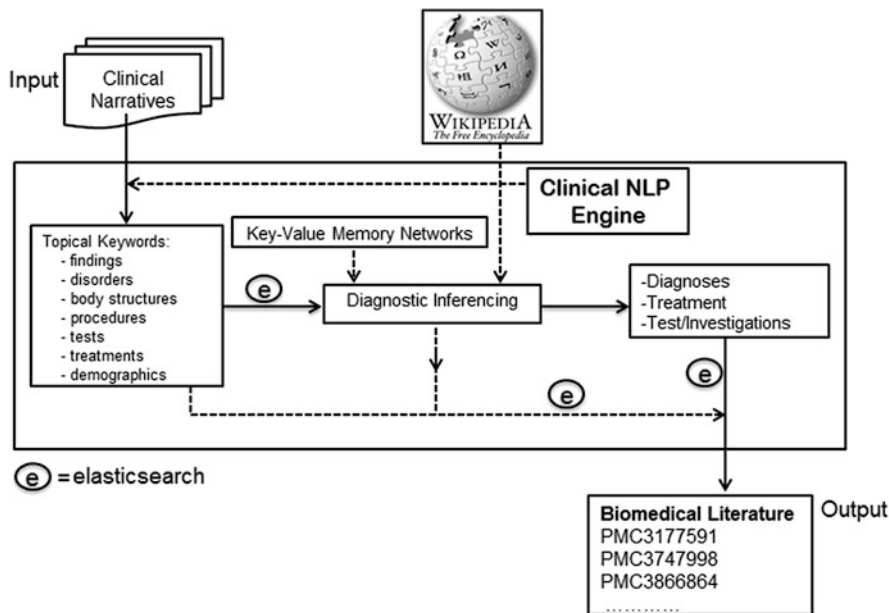 Input
Clinical
Narratives
WIKIPEDIA
The Free Encyclopedia
Clinical NLP
Engine
Topical Keywords:
- findings
- disorders
- body structures
- procedures
- tests
- treatments
- demographics
Key-Value Memory Networks
e
Diagnostic Inferencing
-Diagnoses
-Treatment
-Test/Investigations
e
e
e =elasticsearch
Biomedical Literature
PMC3177591
PMC3747998
PMC3866864
…………
Output